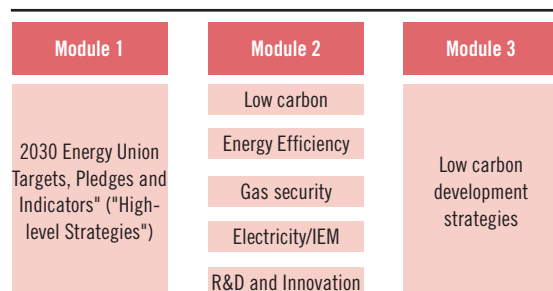 Module 1
2030 Energy Union
Targets, Pledges and
Indicators" ("High-
level Strategies")
Module 2
Low carbon
Energy Efficiency
Gas security
Electricity/IEM
R&D and Innovation
Module 3
Low carbon
development
strategies